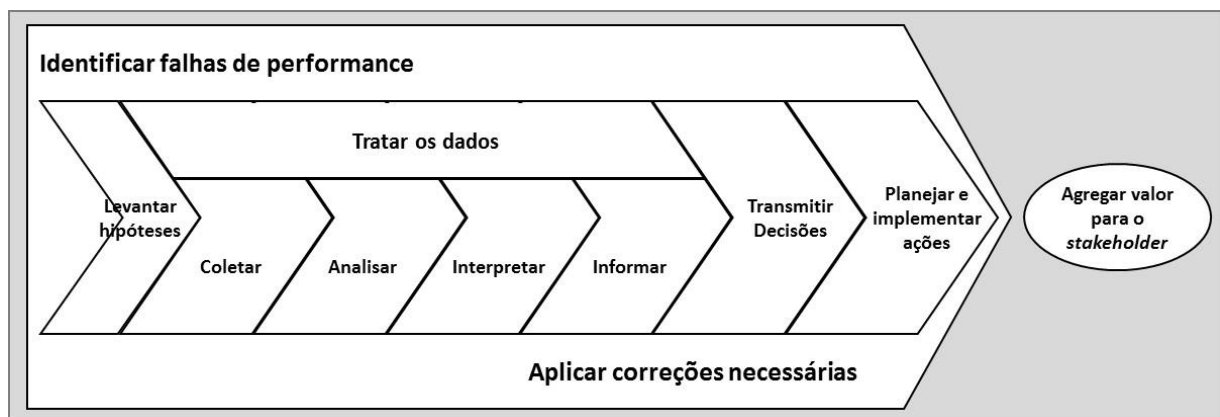 Identificar falhas de performance
Tratar os dados
Levantar
hipóteses
Coletar
Analisar
Interpretar
Informar
Transmitir
Decisões
Planejar e
implementar
ações
Agregar valor
para o
stakeholder
Aplicar correções necessárias